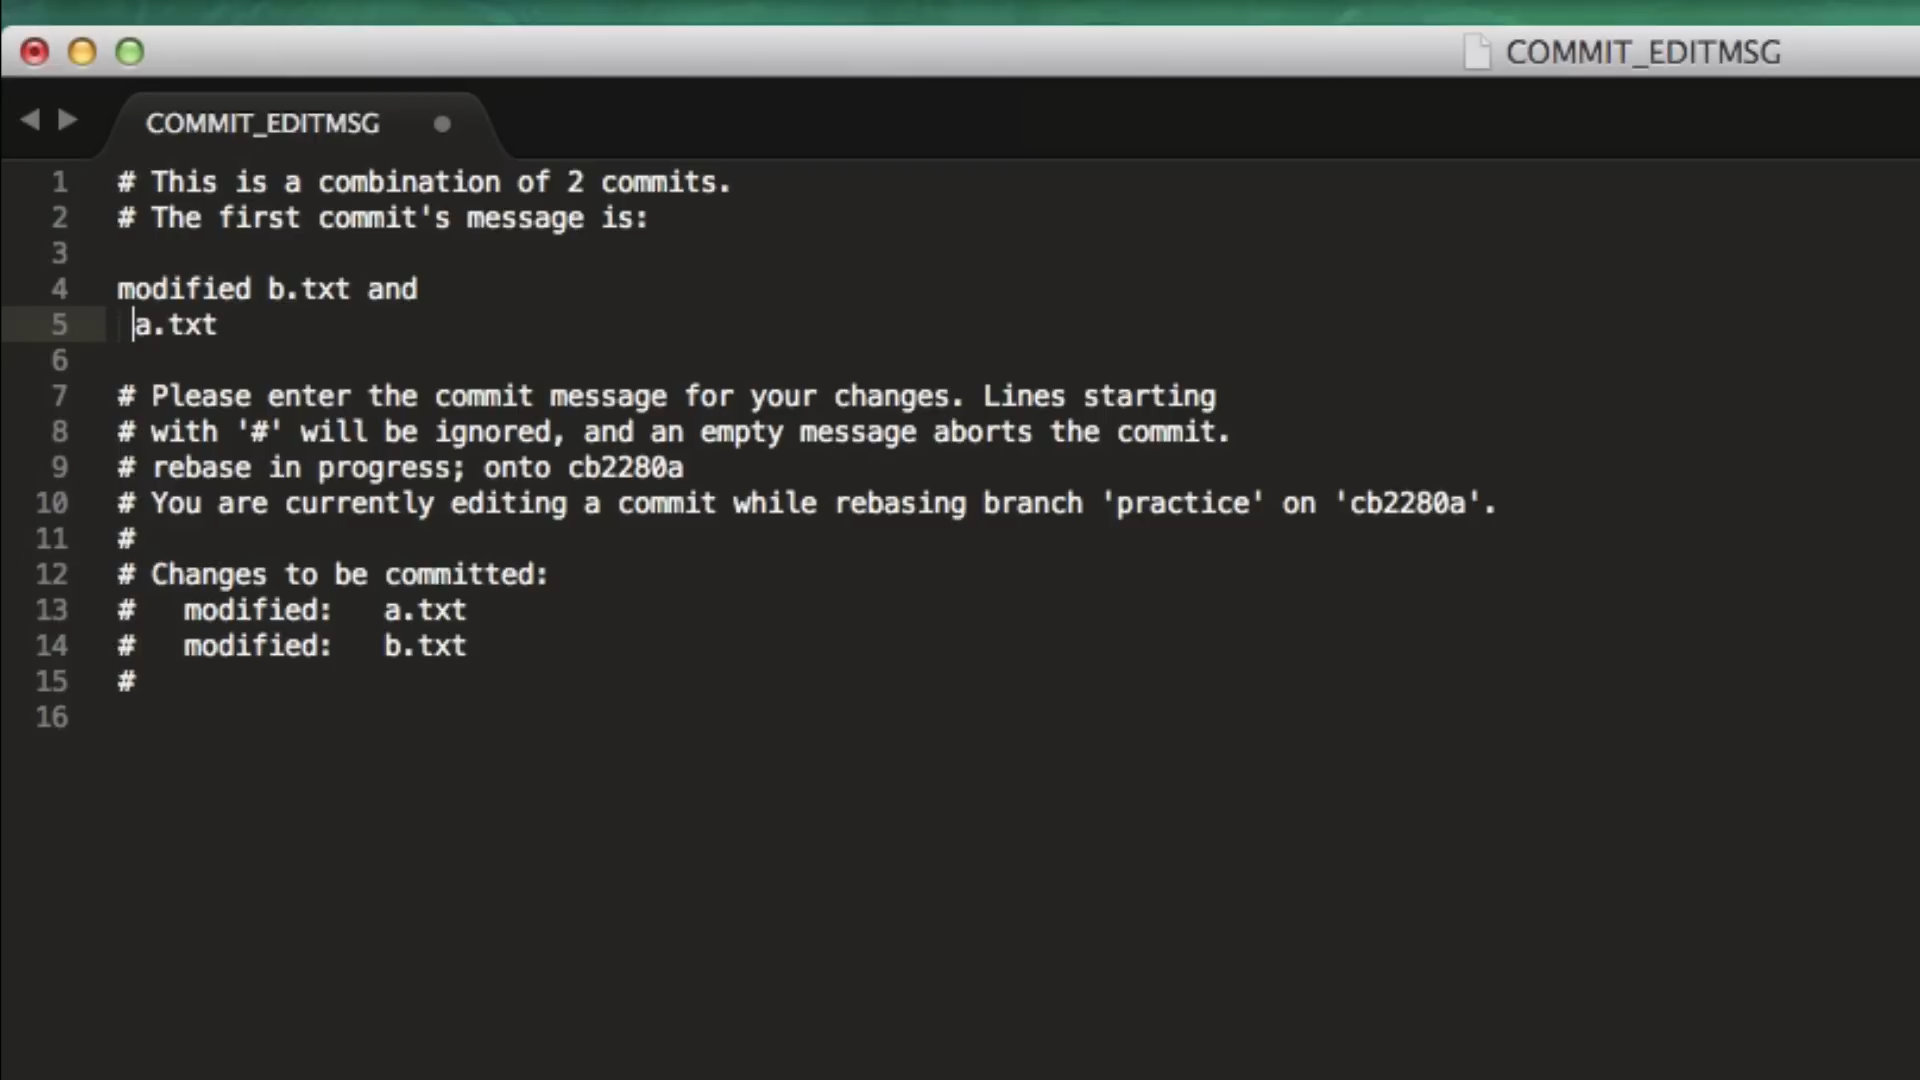 COMMIT_EDITMSG
COMMIT_EDITMSG
1 # This is a combination of 2 commits.
2 # The first commit's message is:
3
4 modified b.txt and
5 a.txt
6
7 # Please enter the commit message for your changes. Lines starting
8 # with '#' will be ignored, and an empty message aborts the commit.
9 # rebase in progress; onto cb2280a
10 # You are currently editing a commit while rebasing branch 'practice' on 'cb2280a'.
11 #
12 # Changes to be committed:
13 # modified: a.txt
14 # modified: b.txt
15 #
16